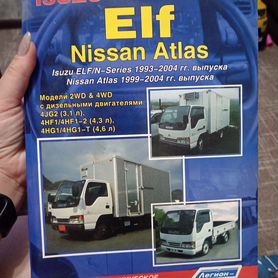 ISUZU
Elf
Nissan Atlas
Isuzu ELF/N-Series 1993-2004 гг. выпуска
Nissan Atlas 1999-2004 гг. выпуска
Модели 2WD & 4WD
с дизельными двигателями
4JG2 (3,1 л),
4HF1/4HF1-2 (4,3 л),
4HG1/4HG1-T (4,6 л)
Легион-